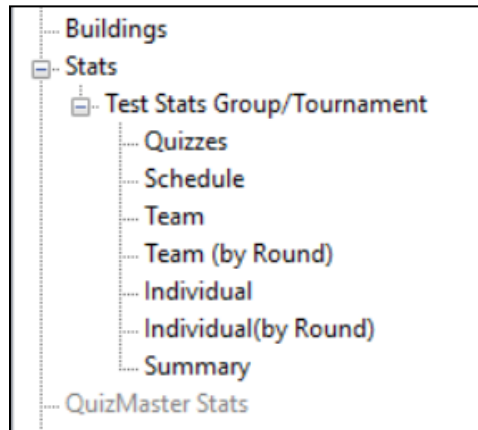 Buildings
Stats
Test Stats Group/Tournament
Quizzes
Schedule
Team
Team (by Round)
Individual
Individual(by Round)
Summary
QuizMaster Stats